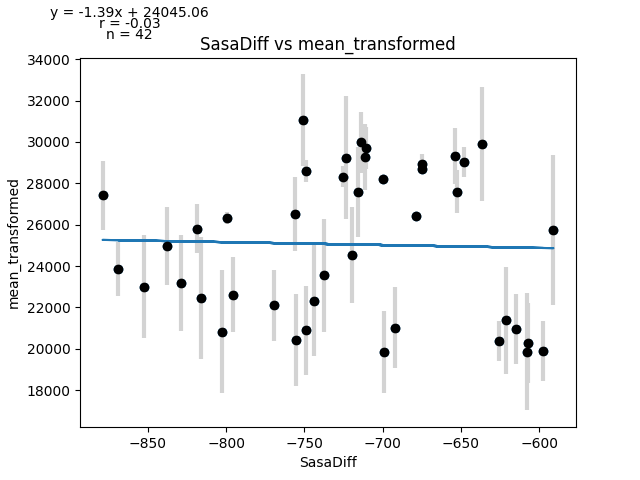 y = -1.39x + 24045.06
r = -0.03
n = 42
SasaDiff vs mean_transformed
34000
32000
30000
28000
26000
24000
22000
20000
18000
mean_transformed
−850 −800 −750 −700 −650 −600
SasaDiff